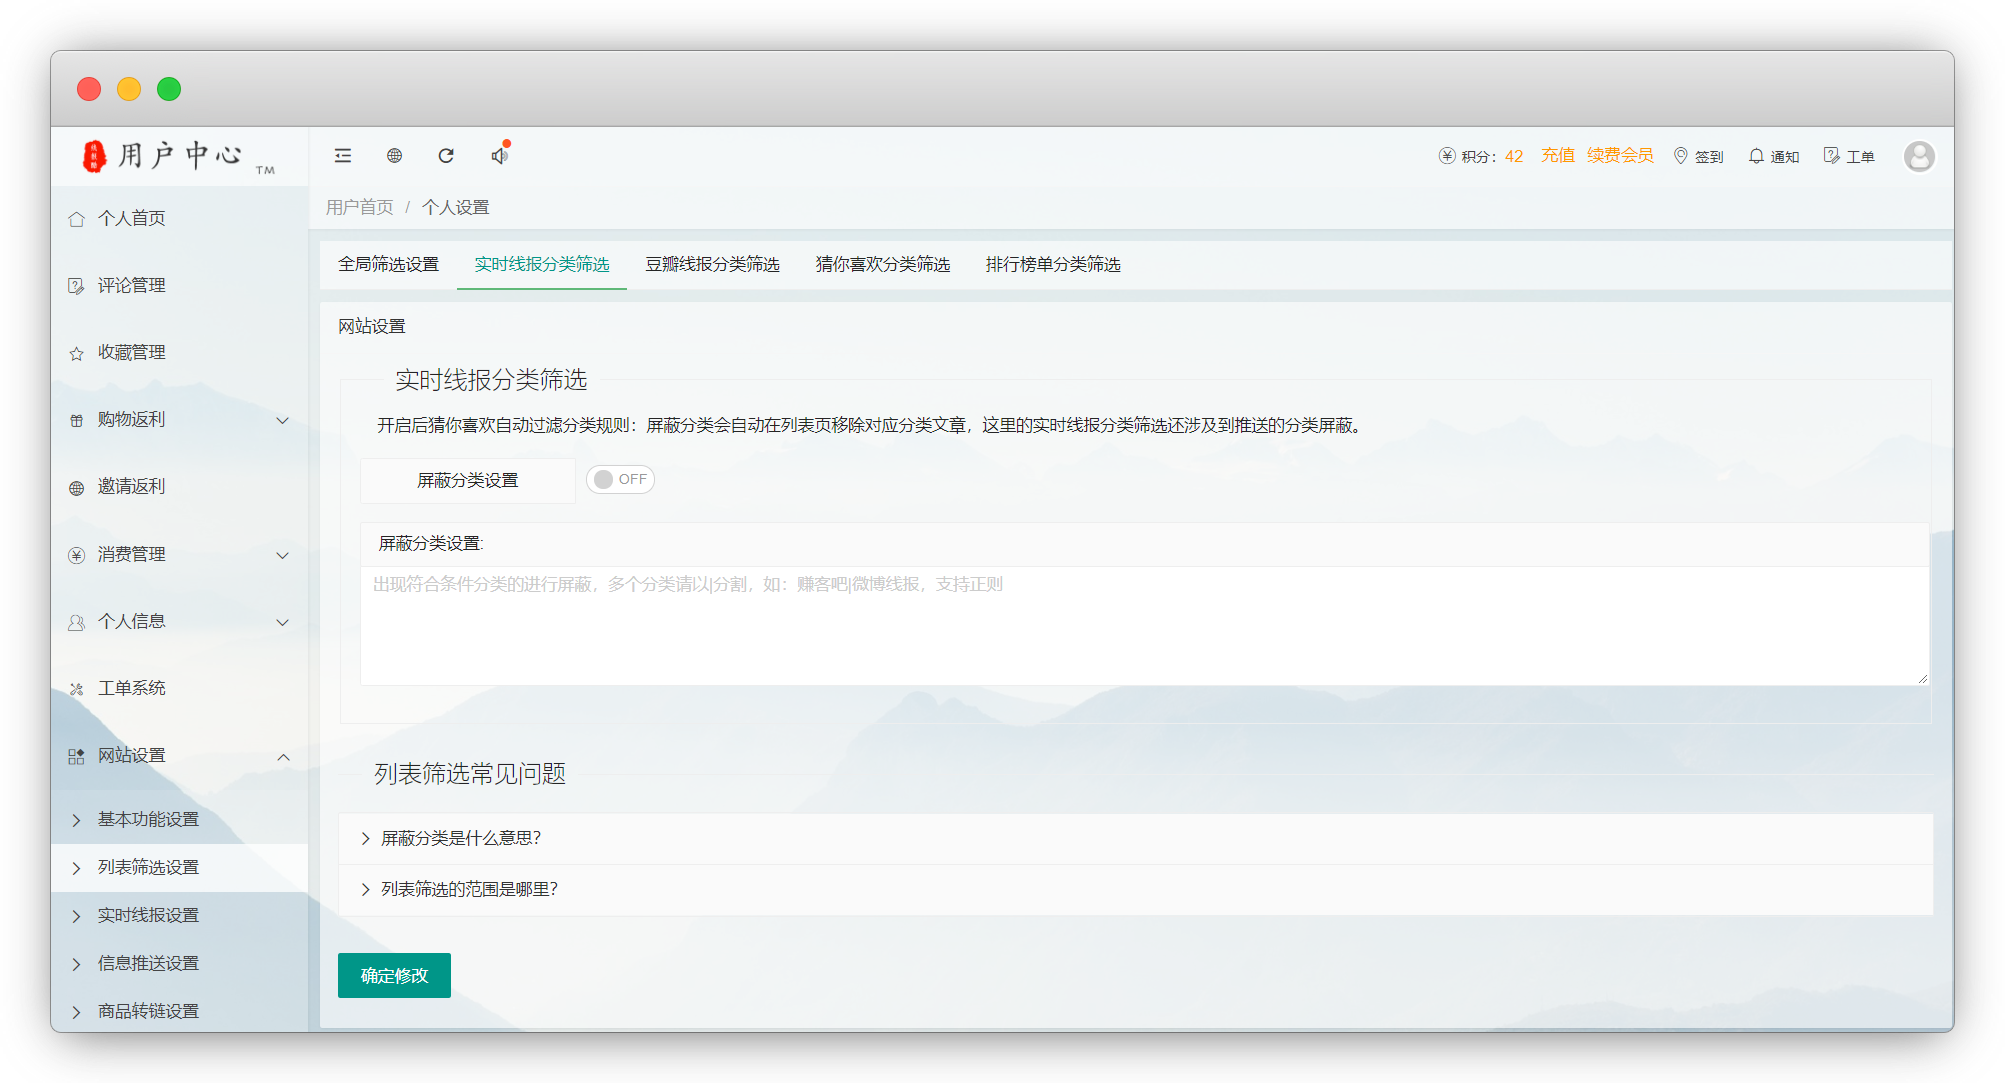 线报酷 用户中心 TM
积分：42 充值 续费会员 签到 通知 工单
用户首页 / 个人设置
个人首页
评论管理
收藏管理
购物返利
邀请返利
消费管理
个人信息
工单系统
网站设置
基本功能设置
列表筛选设置
实时线报设置
信息推送设置
商品转链设置
全局筛选设置 实时线报分类筛选 豆瓣线报分类筛选 猜你喜欢分类筛选 排行榜单分类筛选
网站设置
实时线报分类筛选
开启后猜你喜欢自动过滤分类规则：屏蔽分类会自动在列表页移除对应分类文章，这里的实时线报分类筛选还涉及到推送的分类屏蔽。
屏蔽分类设置 OFF
屏蔽分类设置:
出现符合条件分类的进行屏蔽，多个分类请以|分割，如：赚客吧|微博线报，支持正则
列表筛选常见问题
屏蔽分类是什么意思?
列表筛选的范围是哪里?
确定修改